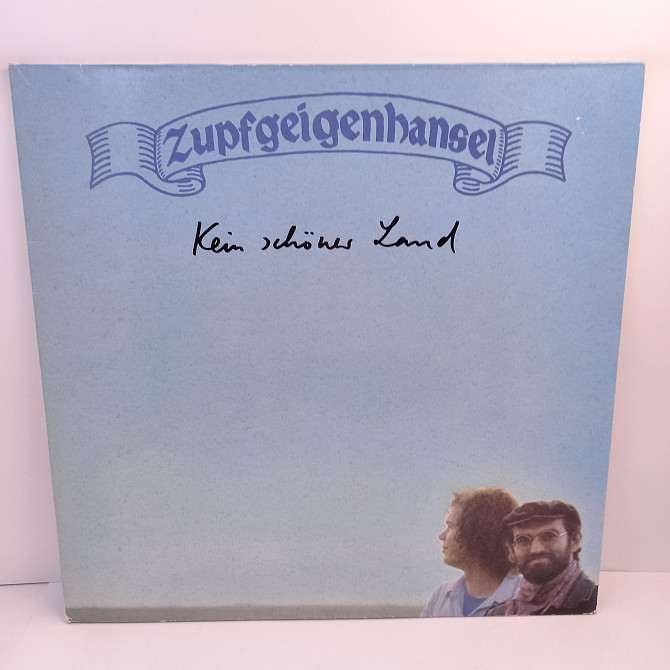 Zupfgeigenhansel
Kein schöner Land